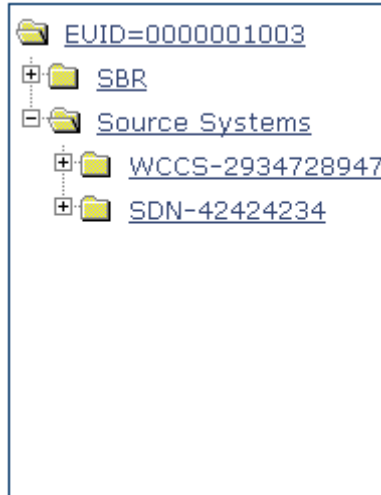 EUID=0000001003
SBR
Source Systems
WCCS-2934728947
SDN-42424234